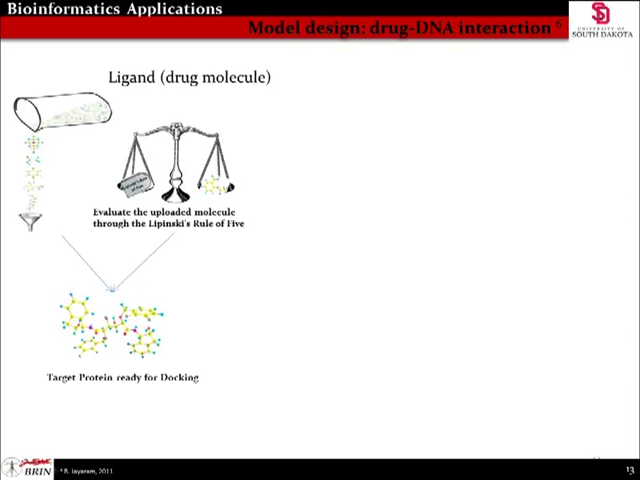 Bioinformatics Applications
Model design: drug-DNA interaction 6
UNIVERSITY OF
SOUTH DAKOTA
Ligand (drug molecule)
Evaluate the uploaded molecule
through the Lipinski's Rule of Five
Target Protein ready for Docking
BRIN
6 B. Jayaram, 2011
13